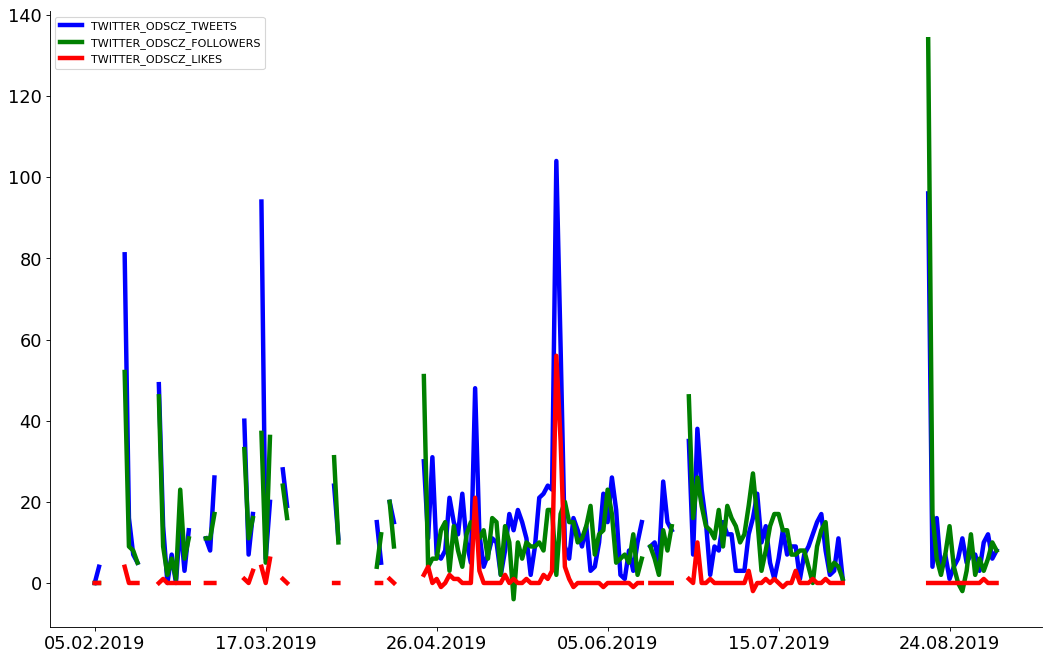 TWITTER_ODSCZ_TWEETS
TWITTER_ODSCZ_FOLLOWERS
TWITTER_ODSCZ_LIKES
140
120
100
80
60
40
20
0
05.02.2019 17.03.2019 26.04.2019 05.06.2019 15.07.2019 24.08.2019